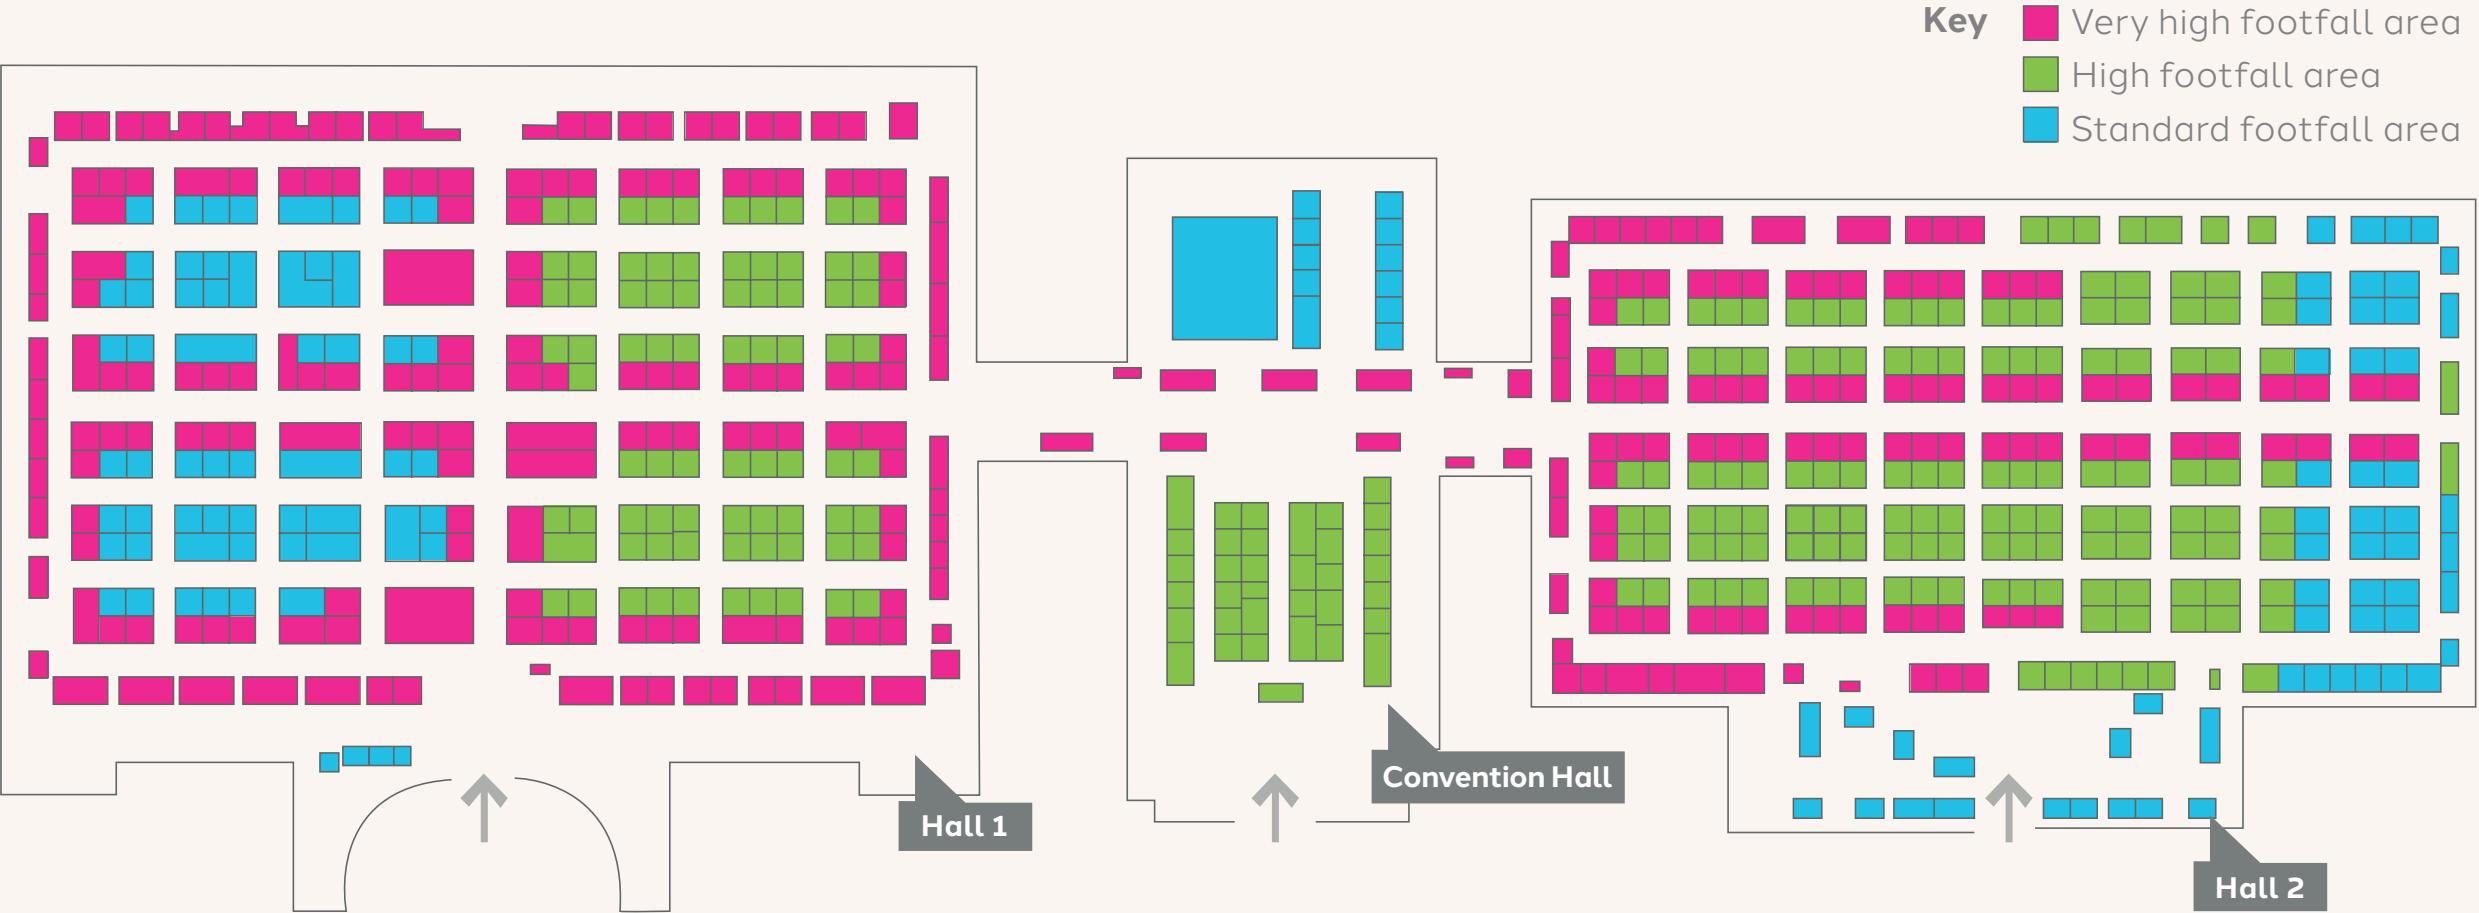 Key
Very high footfall area
High footfall area
Standard footfall area
Convention Hall
Hall 1
Hall 2